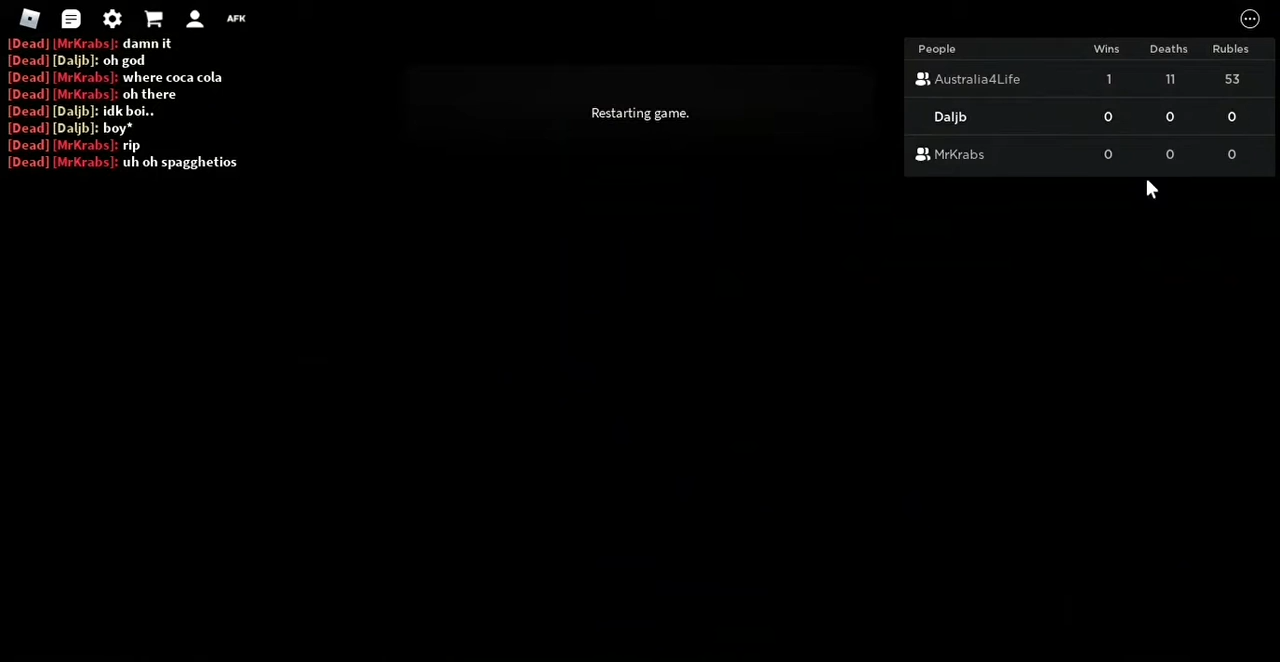 AFK
[Dead] [MrKrabs]: damn it
[Dead] [Daljb]: oh god
[Dead] [MrKrabs]: where coca cola
[Dead] [MrKrabs]: oh there
[Dead] [Daljb]: idk boi..
[Dead] [Daljb]: boy*
[Dead] [MrKrabs]: rip
[Dead] [MrKrabs]: uh oh spagghetios
Restarting game.
People Wins Deaths Rubles
Australia4Life 1 11 53
Daljb 0 0 0
MrKrabs 0 0 0